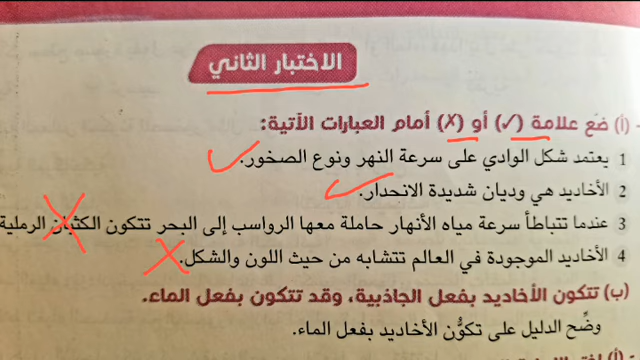 الاختبار الثاني
(أ) ضع علامة (✓) أو (✗) أمام العبارات الآتية:
1 يعتمد شكل الوادي على سرعة النهر ونوع الصخور.
2 الأخاديد هي وديان شديدة الانحدار.
3 عندما تتباطأ سرعة مياه الأنهار حاملة معها الرواسب إلى البحر تتكون الكثبان الرملية
4 الأخاديد الموجودة في العالم تتشابه من حيث اللون والشكل.
(ب) تتكون الأخاديد بفعل الجاذبية، وقد تتكون بفعل الماء.
وضِّح الدليل على تكوُّن الأخاديد بفعل الماء.